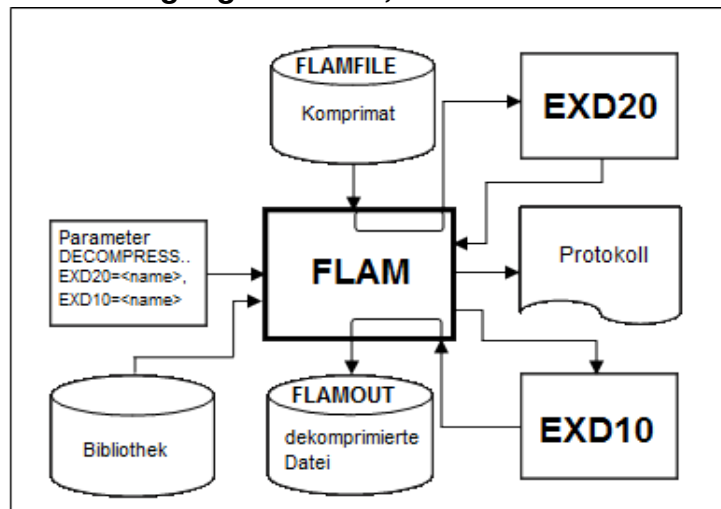 FLAMFILE
Komprimat
EXD20
Parameter
DECOMPRESS..
EXD20=<name>,
EXD10=<name>
FLAM
Protokoll
Bibliothek
FLAMOUT
dekomprimierte
Datei
EXD10